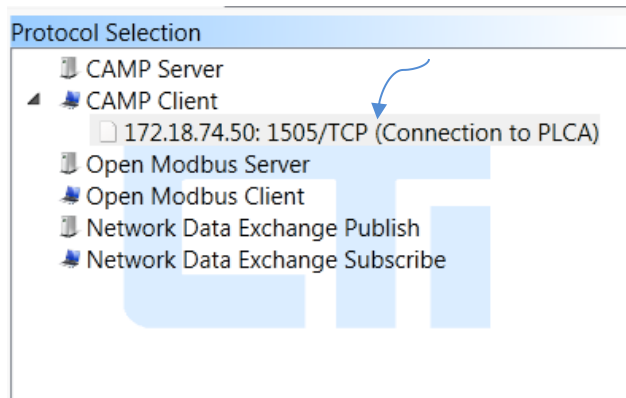 Protocol Selection
CAMP Server
CAMP Client
172.18.74.50: 1505/TCP (Connection to PLCA)
Open Modbus Server
Open Modbus Client
Network Data Exchange Publish
Network Data Exchange Subscribe
CTi